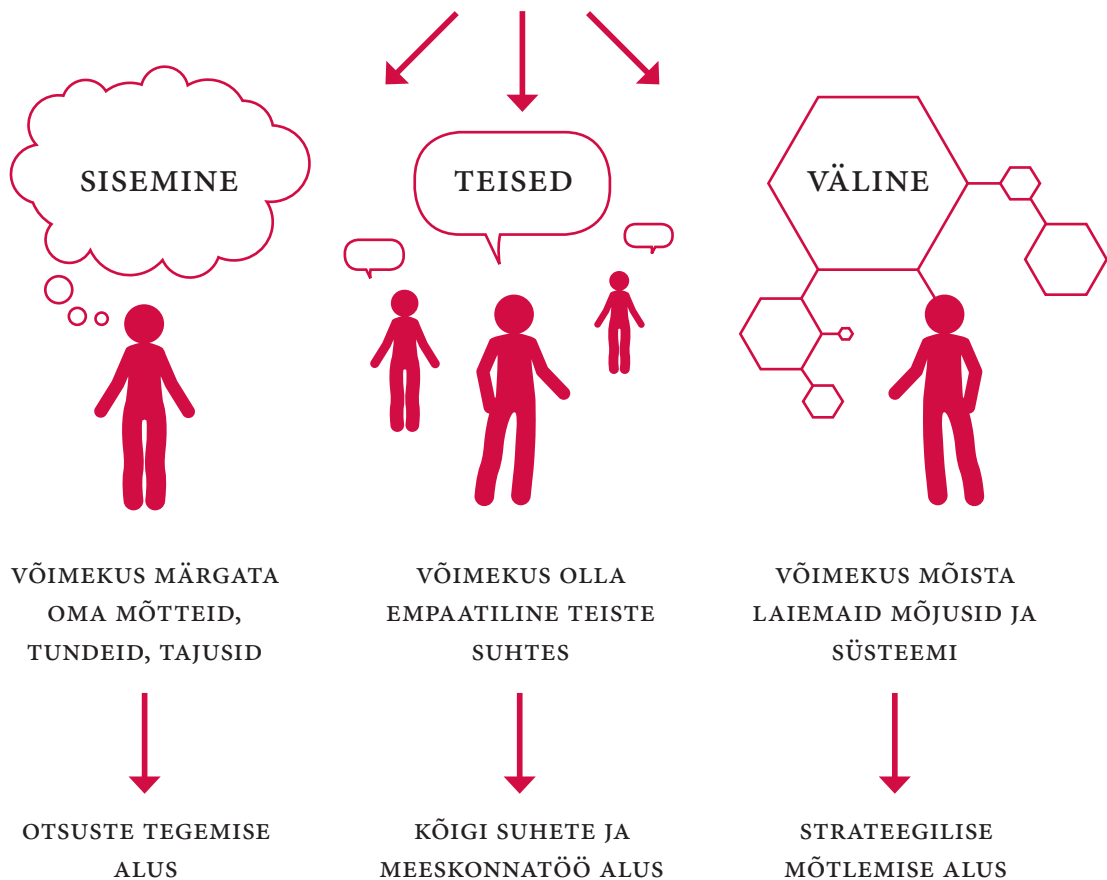 SISEMINE
TEISED
VÄLINE
VÕIMEKUS MÄRGATA
OMA MÕTTEID,
TUNDEID, TAJUSID
VÕIMEKUS OLLA
EMPAATILINE TEISTE
SUHTES
VÕIMEKUS MÕISTA
LAIEMAID MÕJUSID JA
SÜSTEEMI
OTSUSTE TEGEMISE
ALUS
KÕIGI SUHETE JA
MEESKONNATÖÖ ALUS
STRATEEGILISE
MÕTLEMISE ALUS